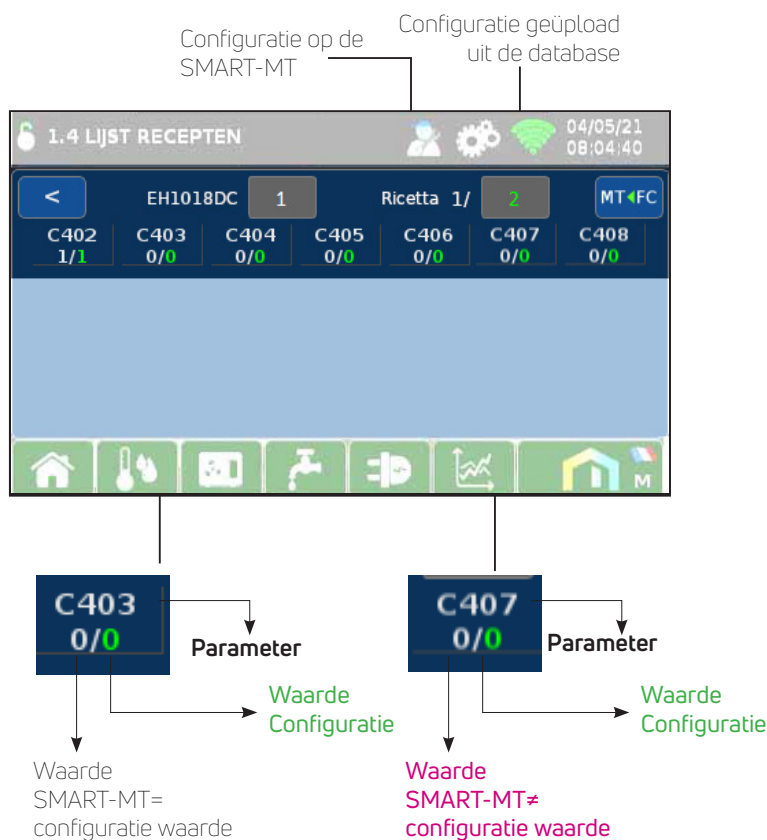 Configuratie op de
SMART-MT
Configuratie geüpload
uit de database
1.4 LIJST RECEPTEN
04/05/21
08:04:40
<
EH1018DC 1 Ricetta 1/ 2 MT◀FC
C402 C403 C404 C405 C406 C407 C408
1/1 0/0 0/0 0/0 0/0 0/0 0/0
M
C403
0/0
Parameter
Waarde
Configuratie
Waarde
SMART-MT=
configuratie waarde
C407
0/0
Parameter
Waarde
Configuratie
Waarde
SMART-MT≠
configuratie waarde